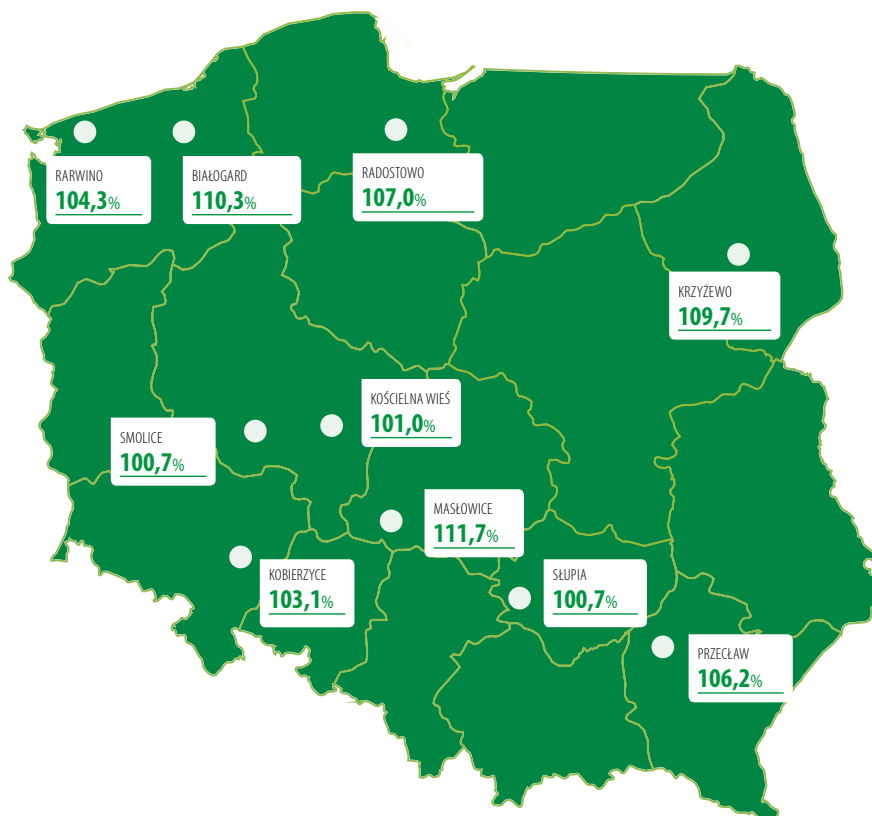 RARWINO
104,3%
BIAŁOGARD
110,3%
RADOSTOWO
107,0%
KRZYŻEWO
109,7%
KOŚCIELNA WIEŚ
101,0%
SMOLICE
100,7%
MASŁOWICE
111,7%
KOBIERZYCE
103,1%
SŁUPIA
100,7%
PRZECŁAW
106,2%